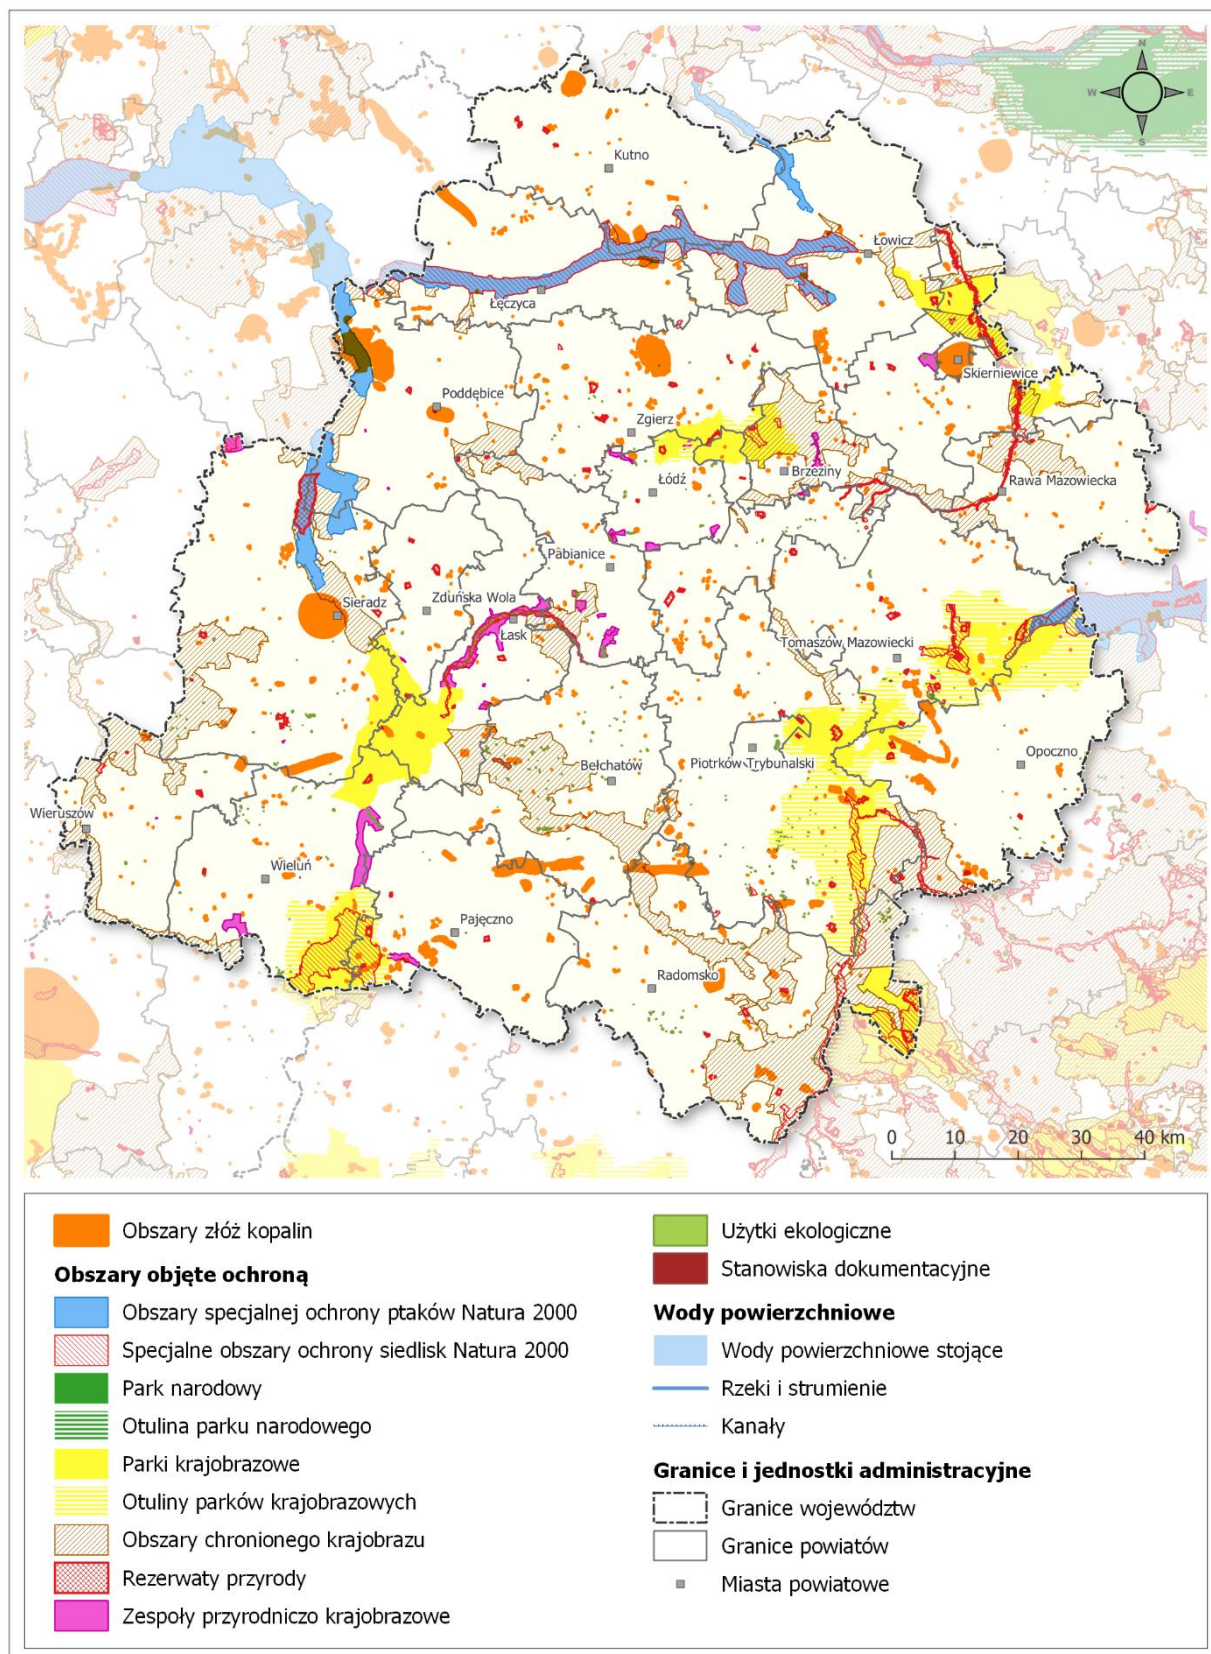 N
W E
S
Kutno
Łowicz
Łęczyca
Skierniewice
Poddębice
Zgierz
Brzeziny
Łódź
Rawa Mazowiecka
Pabianice
Zduńska Wola
Sieradz
Łask
Tomaszów Mazowiecki
Opoczno
Piotrków Trybunalski
Bełchatów
Wieruszów
Wieluń
Pajęczno
Radomsko
0 10 20 30 40 km
Obszary złóż kopalin
Obszary objęte ochroną
Obszary specjalnej ochrony ptaków Natura 2000
Specjalne obszary ochrony siedlisk Natura 2000
Park narodowy
Otulina parku narodowego
Parki krajobrazowe
Otuliny parków krajobrazowych
Obszary chronionego krajobrazu
Rezerwaty przyrody
Zespoły przyrodniczo krajobrazowe
Użytki ekologiczne
Stanowiska dokumentacyjne
Wody powierzchniowe
Wody powierzchniowe stojące
Rzeki i strumienie
Kanały
Granice i jednostki administracyjne
Granice województw
Granice powiatów
Miasta powiatowe